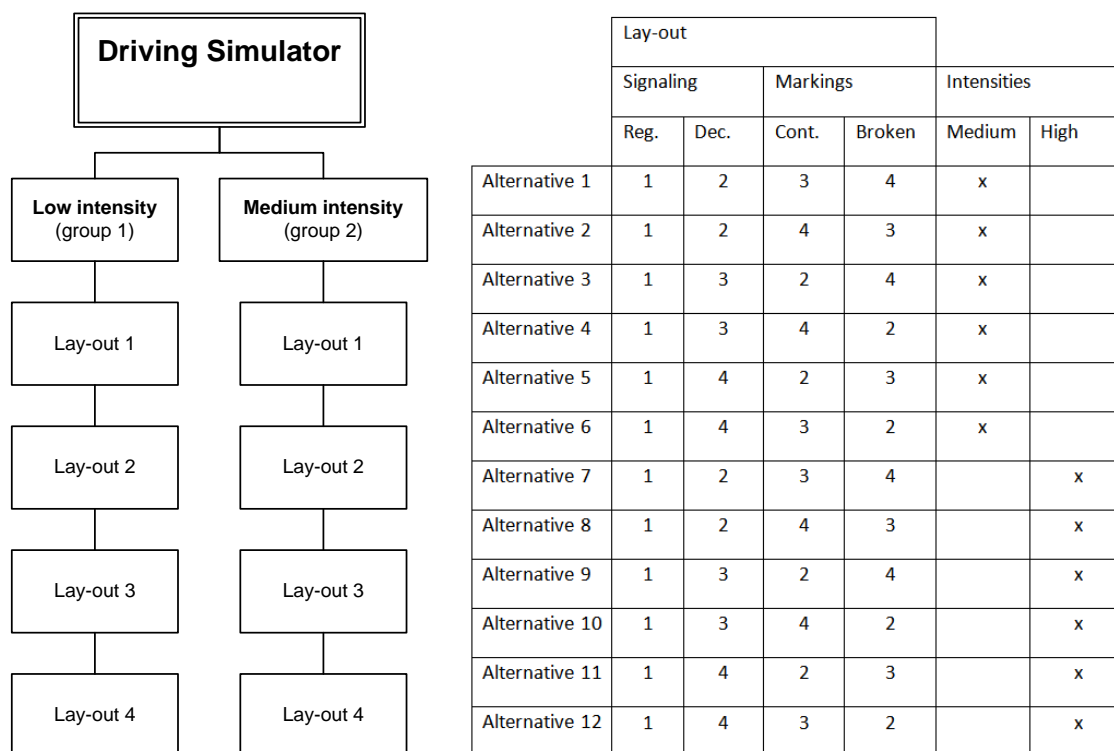 Driving Simulator
Low intensity
(group 1)
Medium intensity
(group 2)
Lay-out 1
Lay-out 1
Lay-out 2
Lay-out 2
Lay-out 3
Lay-out 3
Lay-out 4
Lay-out 4
Lay-out
Signaling Markings Intensities
Reg. Dec. Cont. Broken Medium High
Alternative 1 1 2 3 4 x
Alternative 2 1 2 4 3 x
Alternative 3 1 3 2 4 x
Alternative 4 1 3 4 2 x
Alternative 5 1 4 2 3 x
Alternative 6 1 4 3 2 x
Alternative 7 1 2 3 4 x
Alternative 8 1 2 4 3 x
Alternative 9 1 3 2 4 x
Alternative 10 1 3 4 2 x
Alternative 11 1 4 2 3 x
Alternative 12 1 4 3 2 x